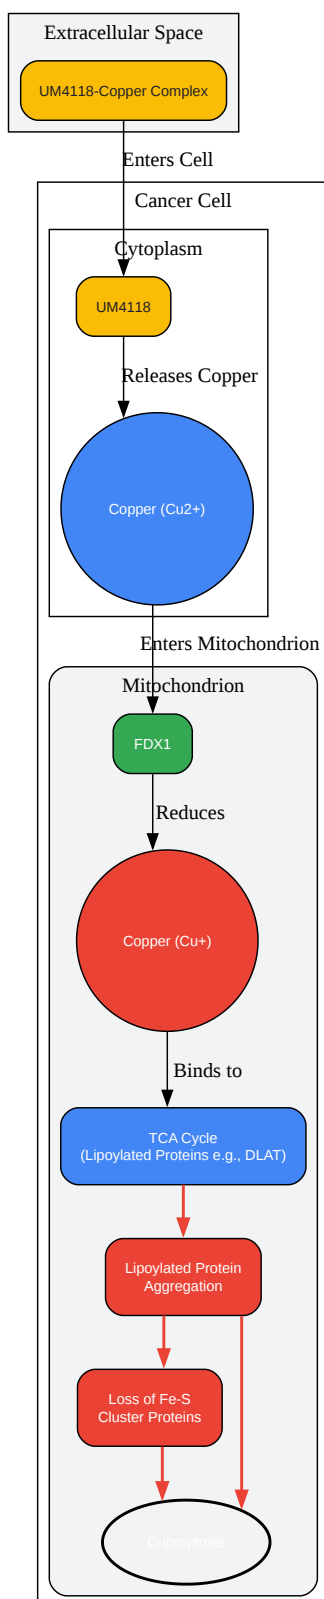 Extracellular Space
UM4118-Copper Complex
Enters Cell
Cancer Cell
Cytoplasm
UM4118
Releases Copper
Copper (Cu2+)
Enters Mitochondrion
Mitochondrion
FDX1
Reduces
Copper (Cu+)
Binds to
TCA Cycle
(Lipoylated Proteins e.g., DLAT)
Lipoylated Protein
Aggregation
Loss of Fe-S
Cluster Proteins
Cuproptosis